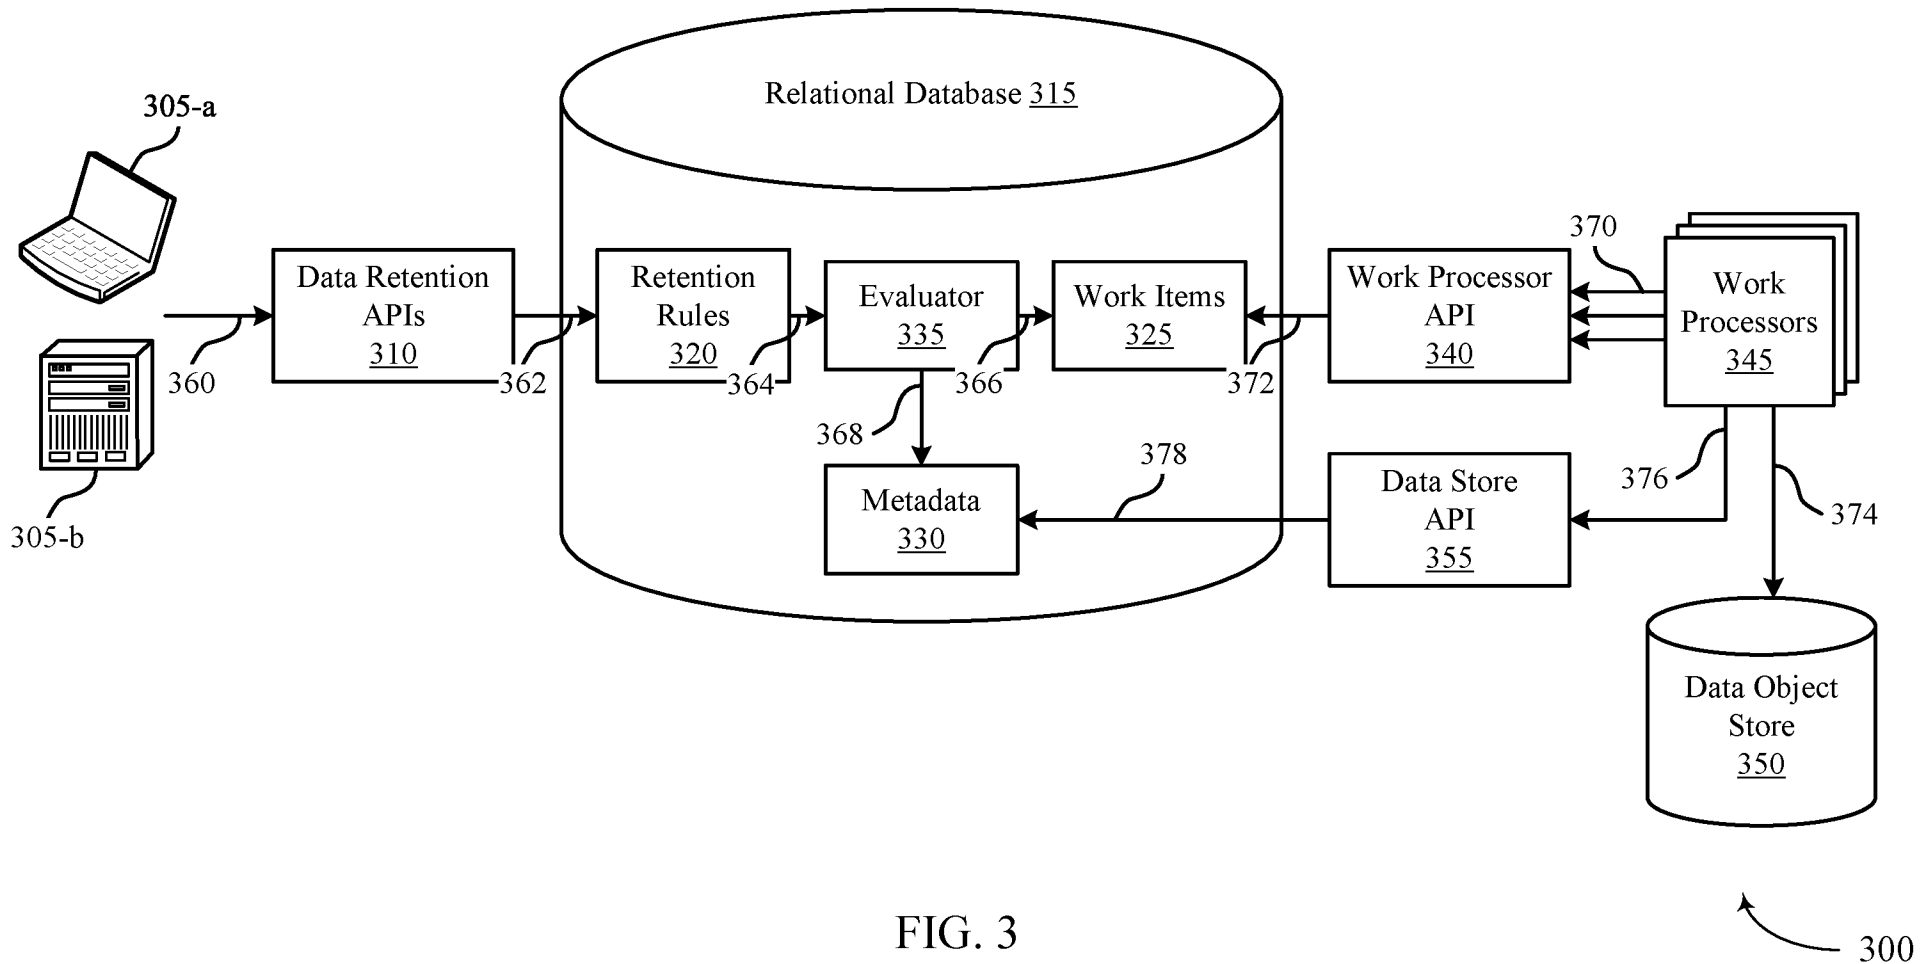 Relational Database 315
305-a
305-b
360
Data Retention
APIs
310
362
Retention
Rules
320
364
Evaluator
335
366
Work Items
325
372
Work Processor
API
340
370
Work
Processors
345
368
Metadata
330
378
Data Store
API
355
376
374
Data Object
Store
350
FIG. 3
300